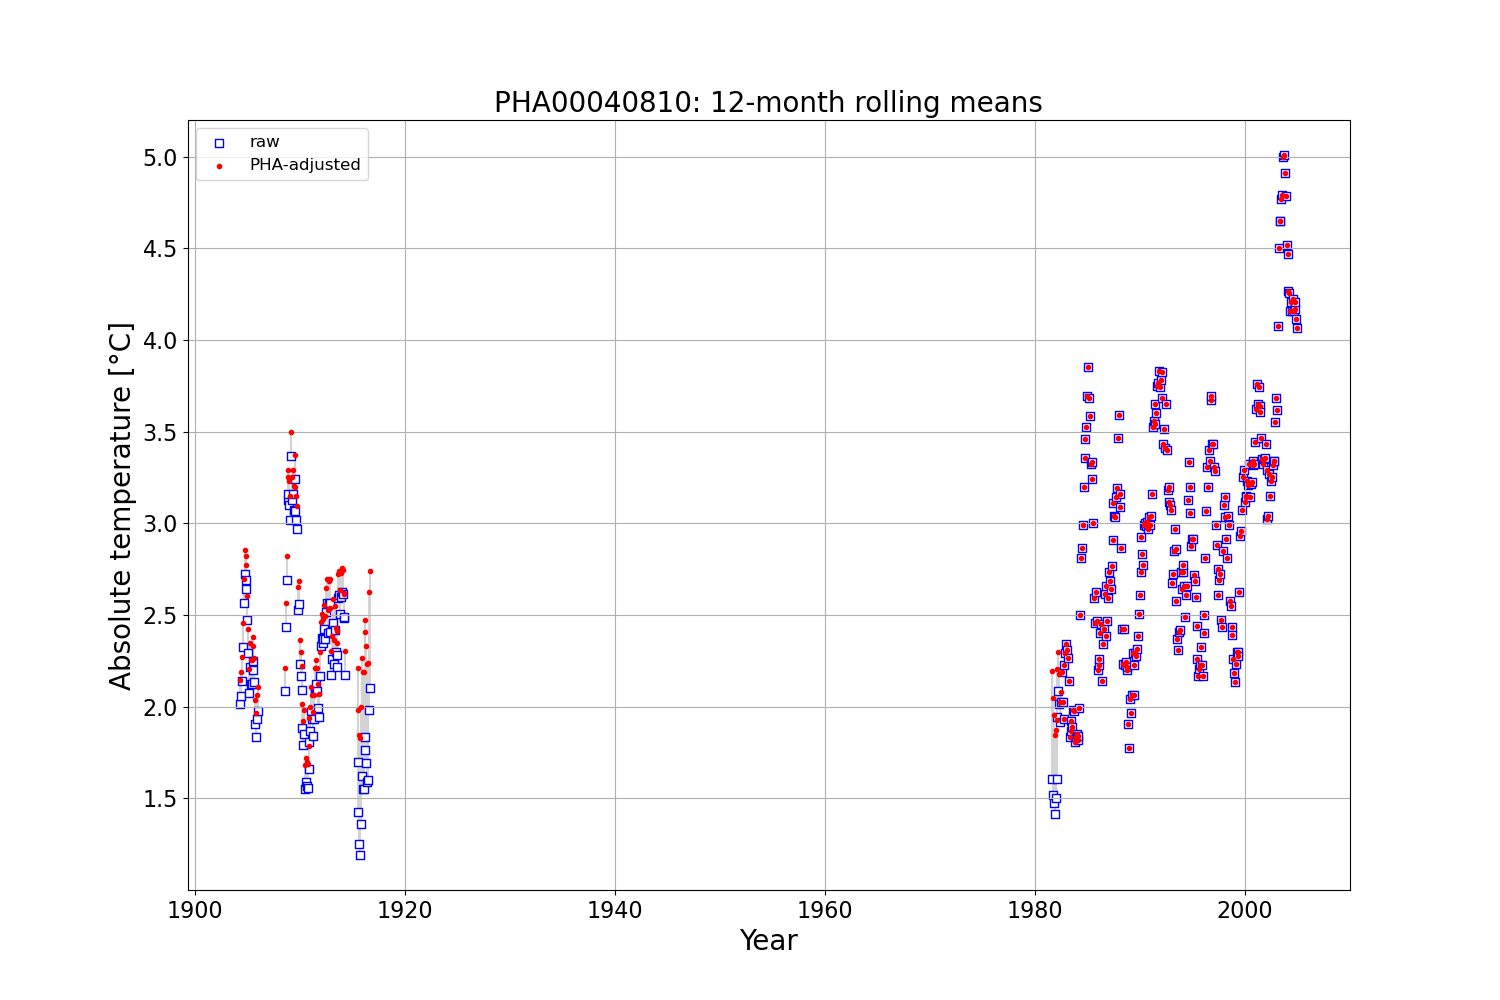 PHA00040810: 12-month rolling means
raw
PHA-adjusted
Absolute temperature [°C]
5.0
4.5
4.0
3.5
3.0
2.5
2.0
1.5
1900 1920 1940 1960 1980 2000
Year